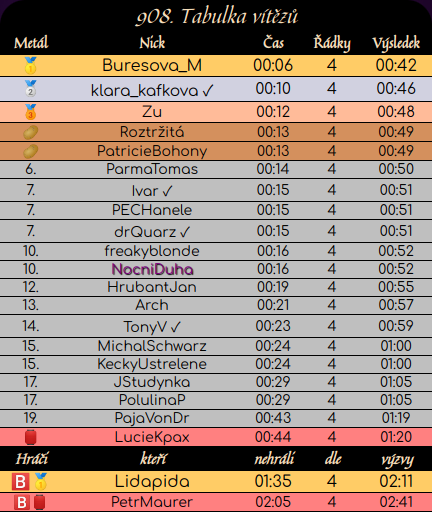 908. Tabulka vítězů
Metál Nick Čas Řádky Výsledek
1 Buresova_M 00:06 4 00:42
2 klara_kafkova ✓ 00:10 4 00:46
3 Zu 00:12 4 00:48
Roztržitá 00:13 4 00:49
PatricieBohony 00:13 4 00:49
6. ParmaTomas 00:14 4 00:50
7. Ivar ✓ 00:15 4 00:51
7. PECHanele 00:15 4 00:51
7. drQuarz ✓ 00:15 4 00:51
10. freakyblonde 00:16 4 00:52
10. NocniDuha 00:16 4 00:52
12. HrubantJan 00:19 4 00:55
13. Arch 00:21 4 00:57
14. TonyV ✓ 00:23 4 00:59
15. MichalSchwarz 00:24 4 01:00
15. KeckyUstrelene 00:24 4 01:00
17. JStudynka 00:29 4 01:05
17. PolulinaP 00:29 4 01:05
19. PajaVonDr 00:43 4 01:19
LucieKpax 00:44 4 01:20
Hráči kteří nehráli dle výzvy
B 1 Lidapida 01:35 4 02:11
B PetrMaurer 02:05 4 02:41